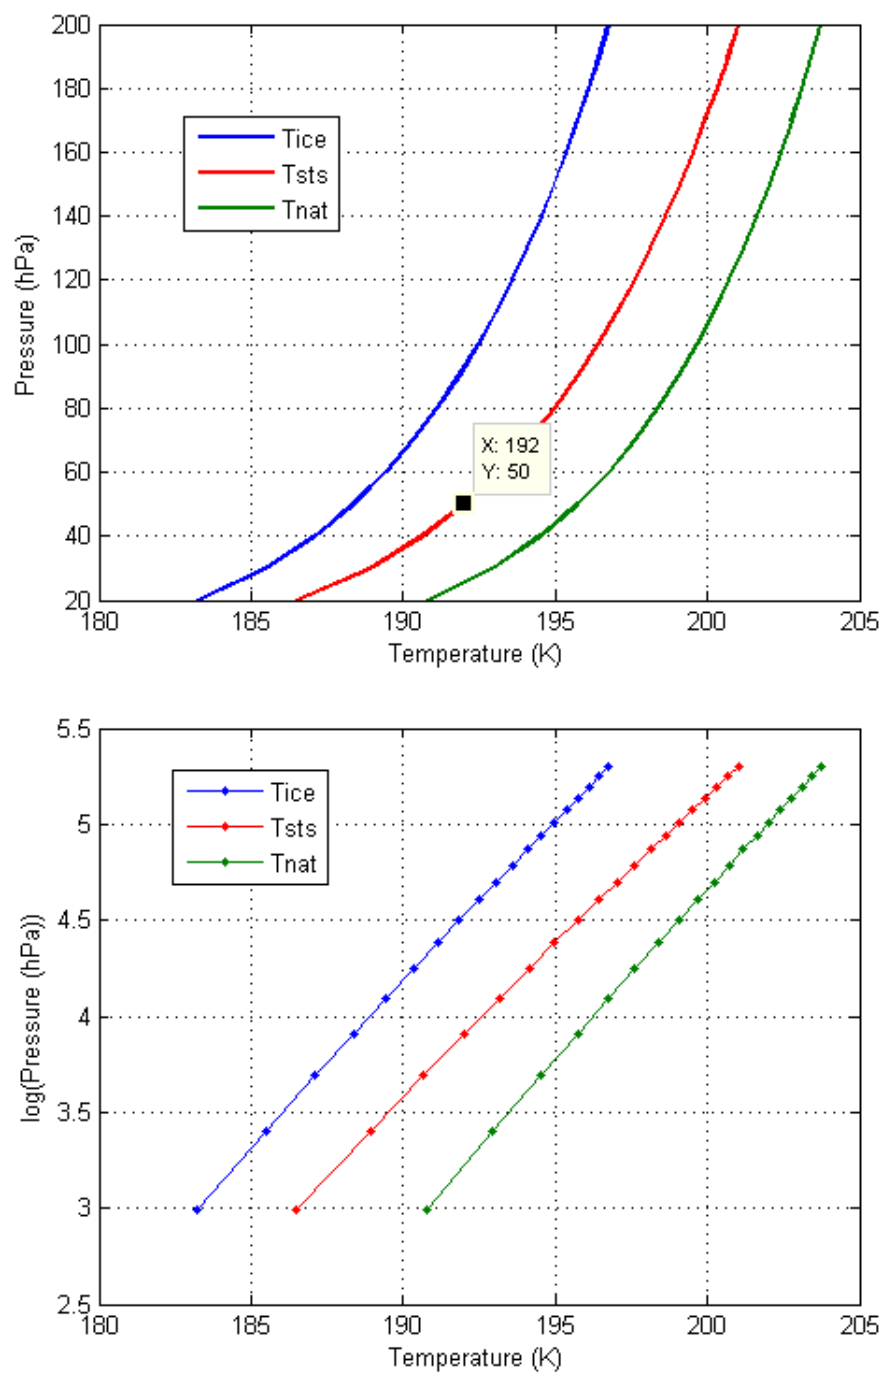 200
180
160
140
120
100
80
60
40
20
Pressure (hPa)
Tice
Tsts
Tnat
X: 192
Y: 50
180 185 190 195 200 205
Temperature (K)
5.5
5
4.5
4
3.5
3
2.5
log(Pressure (hPa))
Tice
Tsts
Tnat
180 185 190 195 200 205
Temperature (K)